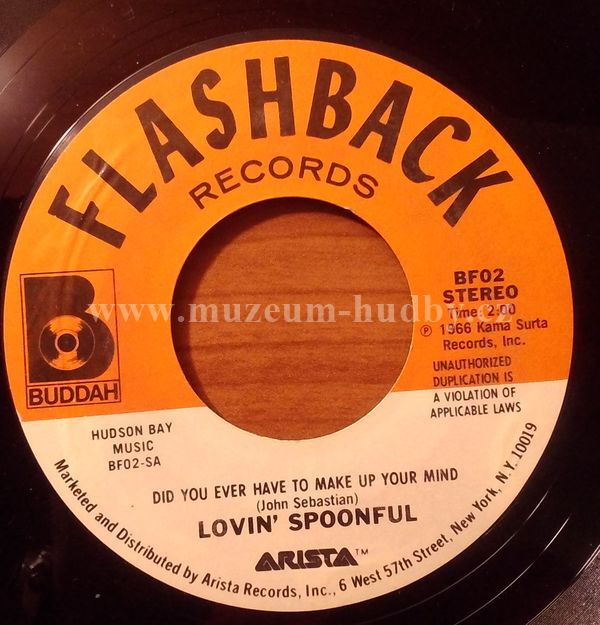 FLASHBACK
RECORDS
B
BUDDAH
BF02
STEREO
Time: 2:00
℗ 1966 Kama Surta
Records, Inc.
UNAUTHORIZED
DUPLICATION IS
A VIOLATION OF
APPLICABLE LAWS
www.muzeum-hudby.cz
HUDSON BAY
MUSIC
BF02-SA
DID YOU EVER HAVE TO MAKE UP YOUR MIND
(John Sebastian)
LOVIN' SPOONFUL
ARISTA™
Marketed and Distributed by Arista Records, Inc., 6 West 57th Street, New York, N.Y. 10019